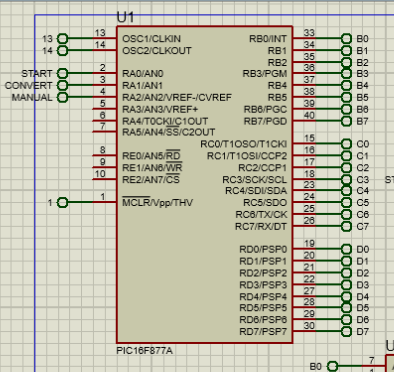 U1
13 13 OSC1/CLKIN RB0/INT 33 B0
14 14 OSC2/CLKOUT RB1 34 B1
RB2 35 B2
START 2 RA0/AN0 RB3/PGM 36 B3
CONVERT 3 RA1/AN1 RB4 37 B4
MANUAL 4 RA2/AN2/VREF-/CVREF RB5 38 B5
5 RA3/AN3/VREF+ RB6/PGC 39 B6
6 RA4/T0CKI/C1OUT RB7/PGD 40 B7
7 RA5/AN4/SS/C2OUT
RC0/T1OSO/T1CKI 15 C0
8 RE0/AN5/RD RC1/T1OSI/CCP2 16 C1
9 RE1/AN6/WR RC2/CCP1 17 C2
10 RE2/AN7/CS RC3/SCK/SCL 18 C3 ST
RC4/SDI/SDA 23 C4
1 1 MCLR/Vpp/THV RC5/SDO 24 C5
RC6/TX/CK 25 C6
RC7/RX/DT 26 C7
RD0/PSP0 19 D0
RD1/PSP1 20 D1
RD2/PSP2 21 D2
RD3/PSP3 22 D3
RD4/PSP4 27 D4
RD5/PSP5 28 D5
RD6/PSP6 29 D6
RD7/PSP7 30 D7
PIC16F877A
U
B0 7
1